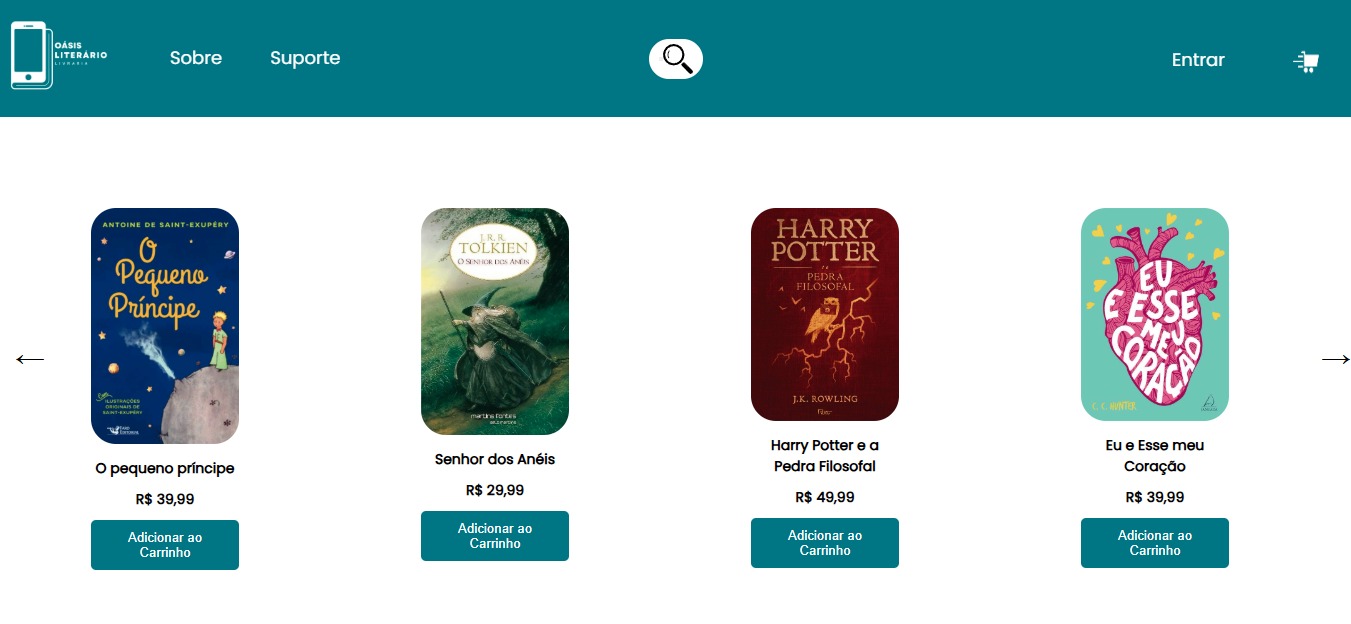 OÁSIS
LITERÁRIO
LIVRARIA
Sobre
Suporte
Entrar
ANTOINE DE SAINT-EXUPÉRY
O
Pequeno
Príncipe
ILUSTRAÇÕES
ORIGINAIS DE
SAINT-EXUPÉRY
O pequeno príncipe
R$ 39,99
Adicionar ao
Carrinho
J.R.R.
TOLKIEN
O SENHOR DOS ANÉIS
martins fontes
Senhor dos Anéis
R$ 29,99
Adicionar ao
Carrinho
HARRY
POTTER
e a
PEDRA
FILOSOFAL
J.K. ROWLING
Harry Potter e a
Pedra Filosofal
R$ 49,99
Adicionar ao
Carrinho
EU
E ESSE
MEU
CORAÇÃO
C. C. HUNTER
Eu e Esse meu
Coração
R$ 39,99
Adicionar ao
Carrinho